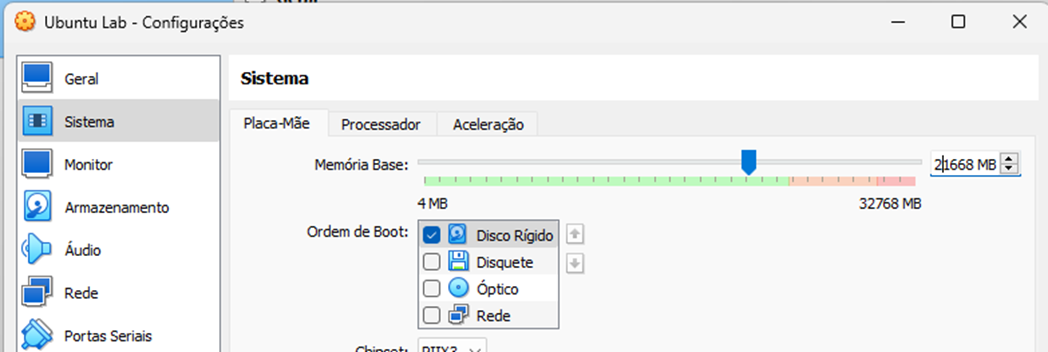 Ubuntu Lab - Configurações
Geral
Sistema
Monitor
Armazenamento
Áudio
Rede
Portas Seriais
Sistema
Placa-Mãe Processador Aceleração
Memória Base: 21668 MB
4 MB 32768 MB
Ordem de Boot: Disco Rígido
Disquete
Óptico
Rede
Chipset: PIIX3